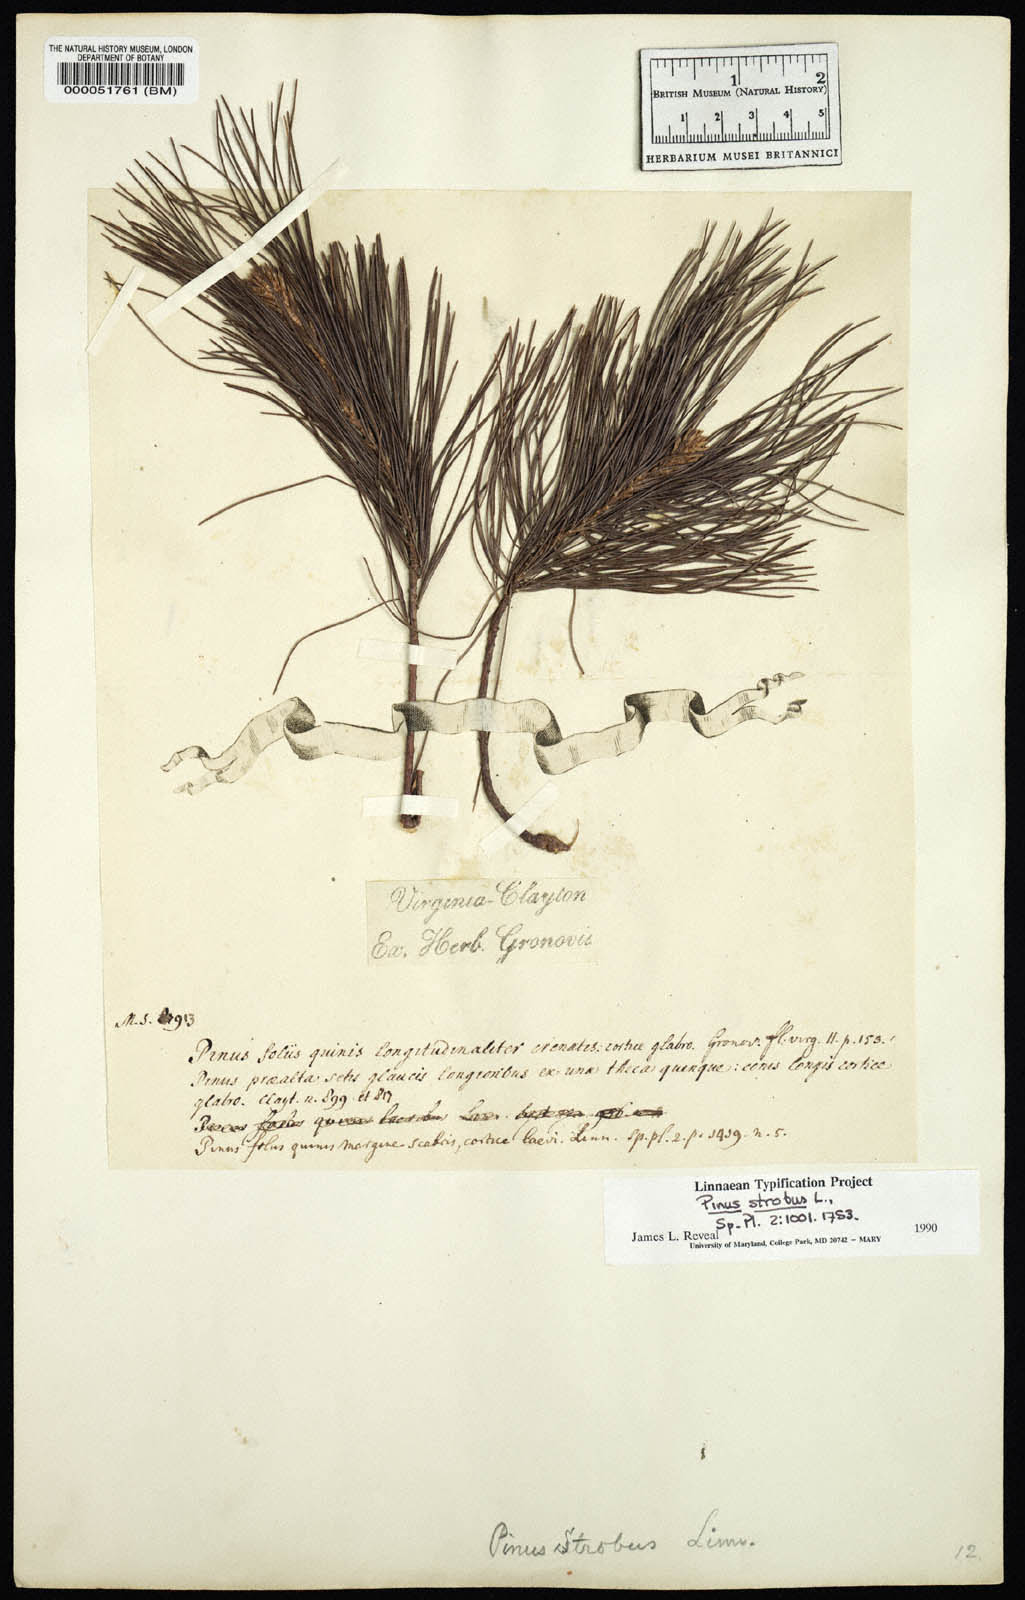 THE NATURAL HISTORY MUSEUM, LONDON
DEPARTMENT OF BOTANY
000051761 (BM)
1 2
BRITISH MUSEUM (NATURAL HISTORY)
1 2 3 4 5
HERBARIUM MUSEI BRITANNICI
Virginia-Clayton
Ex. Herb. Gronovii
M.S. 913
Pinus foliis quinis longitudinaliter crenatis: cortice glabro. Gronov. fl. virg. II. p. 153.
Pinus præalta setis glaucis longioribus ex una theca quinque: conis longis cortice
glabro. Clayt. n. 899. et 817
Pinus foliis quinis
Pinus foliis quinis margine scabris, cortice laevi. Linn. Sp. pl. 2. p. 1419. n. 5.
Linnaean Typification Project
Pinus strobus L.,
Sp. Pl. 2:1001. 1753.
James L. Reveal 1990
University of Maryland, College Park, MD 20742 – MARY
Pinus Strobus Linn.
12